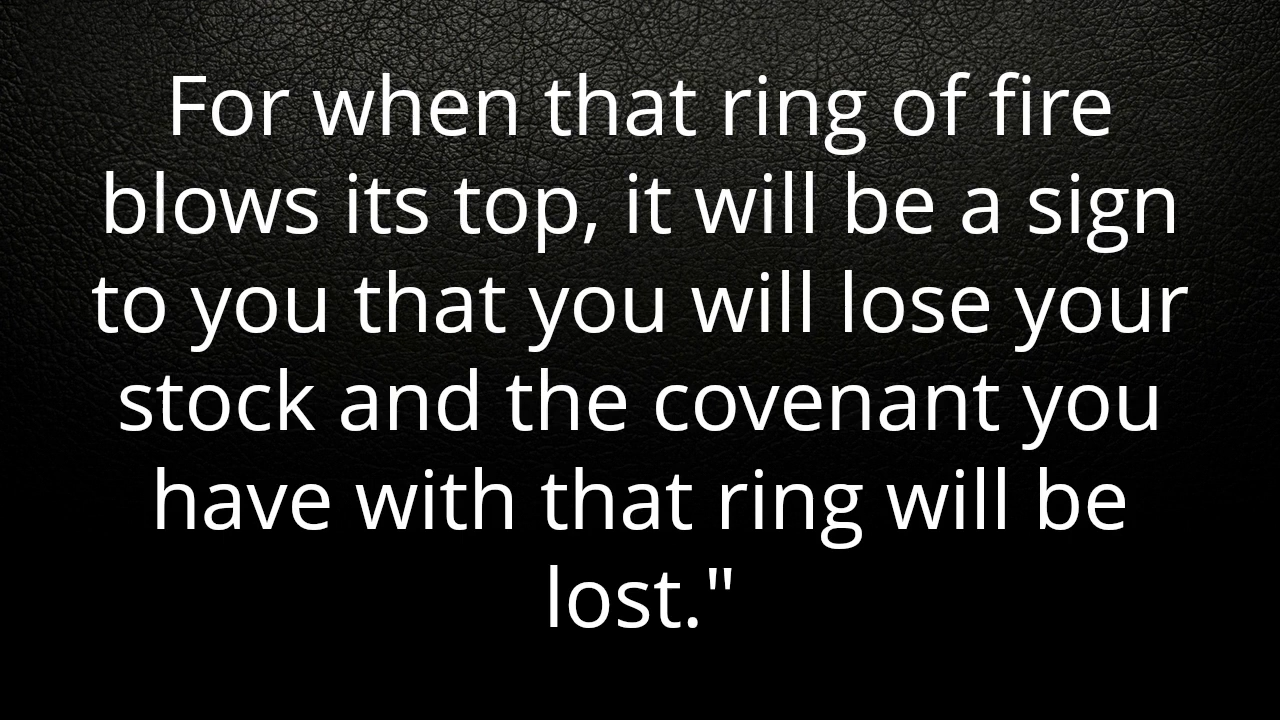 For when that ring of fire
blows its top, it will be a sign
to you that you will lose your
stock and the covenant you
have with that ring will be
lost."